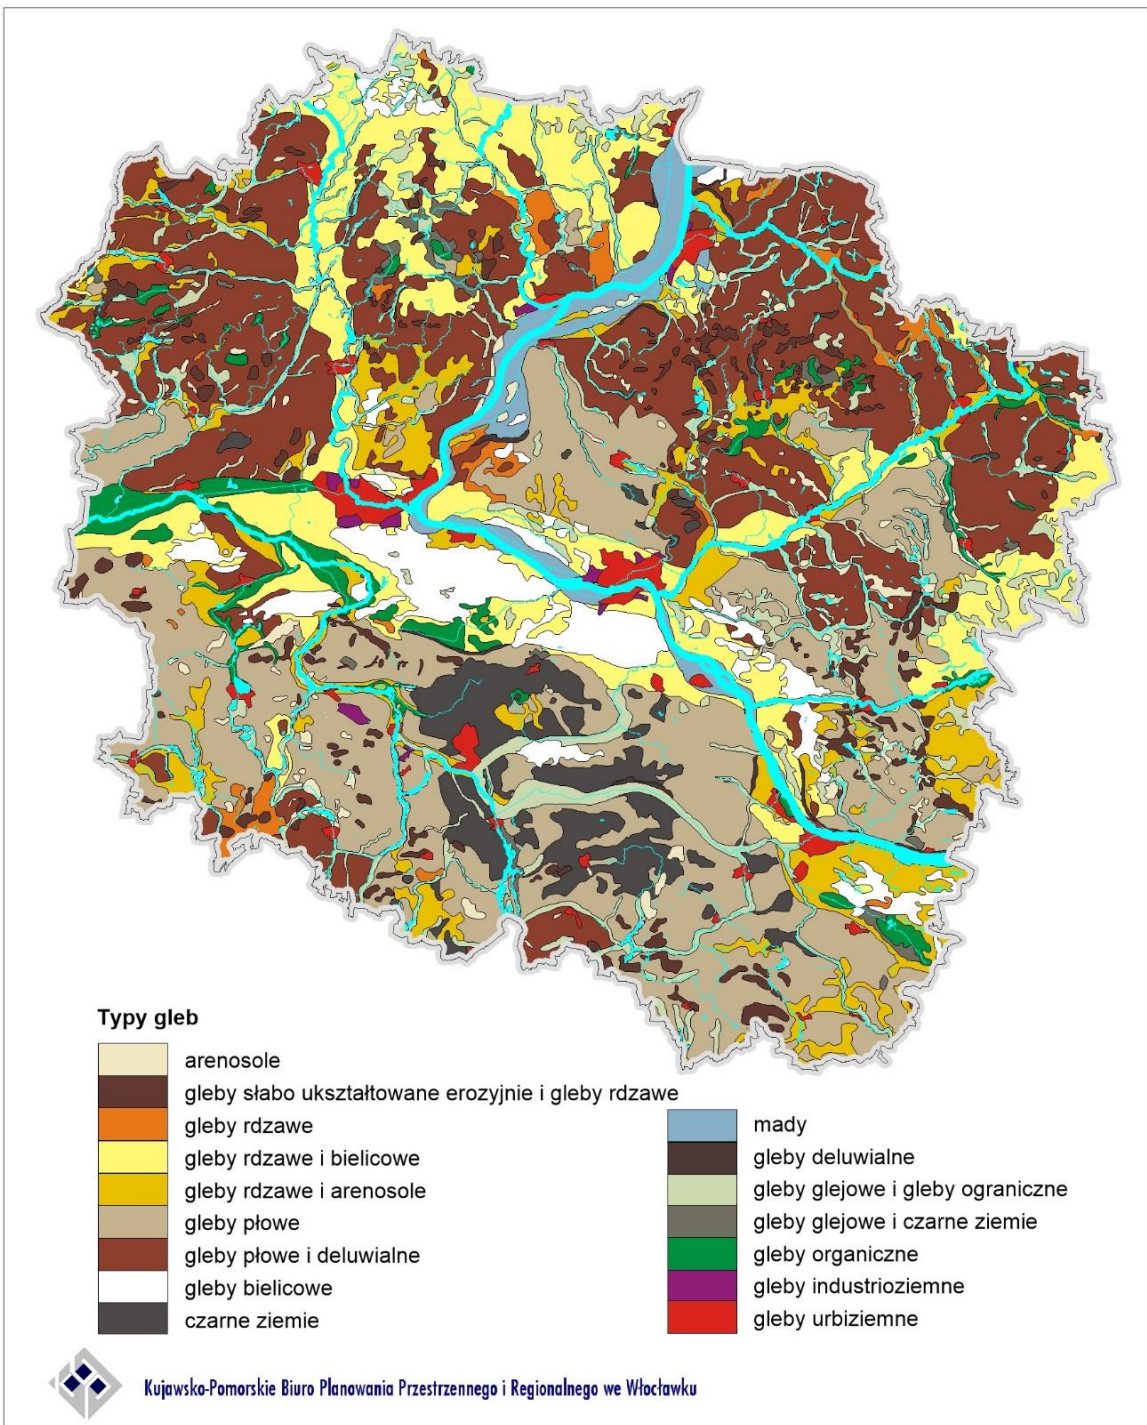 Typy gleb
arenosole
gleby słabo ukształtowane erozyjnie i gleby rdzawe
gleby rdzawe
gleby rdzawe i bielicowe
gleby rdzawe i arenosole
gleby płowe
gleby płowe i deluwialne
gleby bielicowe
czarne ziemie
mady
gleby deluwialne
gleby glejowe i gleby ograniczne
gleby glejowe i czarne ziemie
gleby organiczne
gleby industrioziemne
gleby urbiziemne
Kujawsko-Pomorskie Biuro Planowania Przestrzennego i Regionalnego we Włocławku